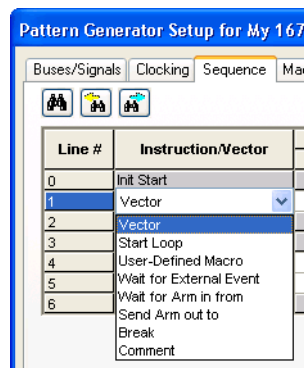 Pattern Generator Setup for My 167
Buses/Signals Clocking Sequence Ma
Line # Instruction/Vector
0 Init Start
1 Vector
2 Vector
3 Start Loop
4 User-Defined Macro
5 Wait for External Event
6 Wait for Arm in from
Send Arm out to
Break
Comment